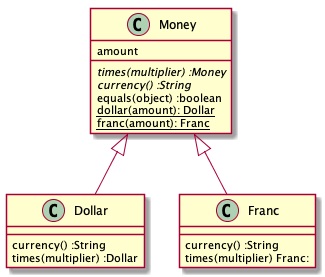 C Money
amount
times(multiplier) :Money
currency() :String
equals(object) :boolean
dollar(amount): Dollar
franc(amount): Franc
C Dollar
currency() :String
times(multiplier) :Dollar
C Franc
currency() :String
times(multiplier) Franc: